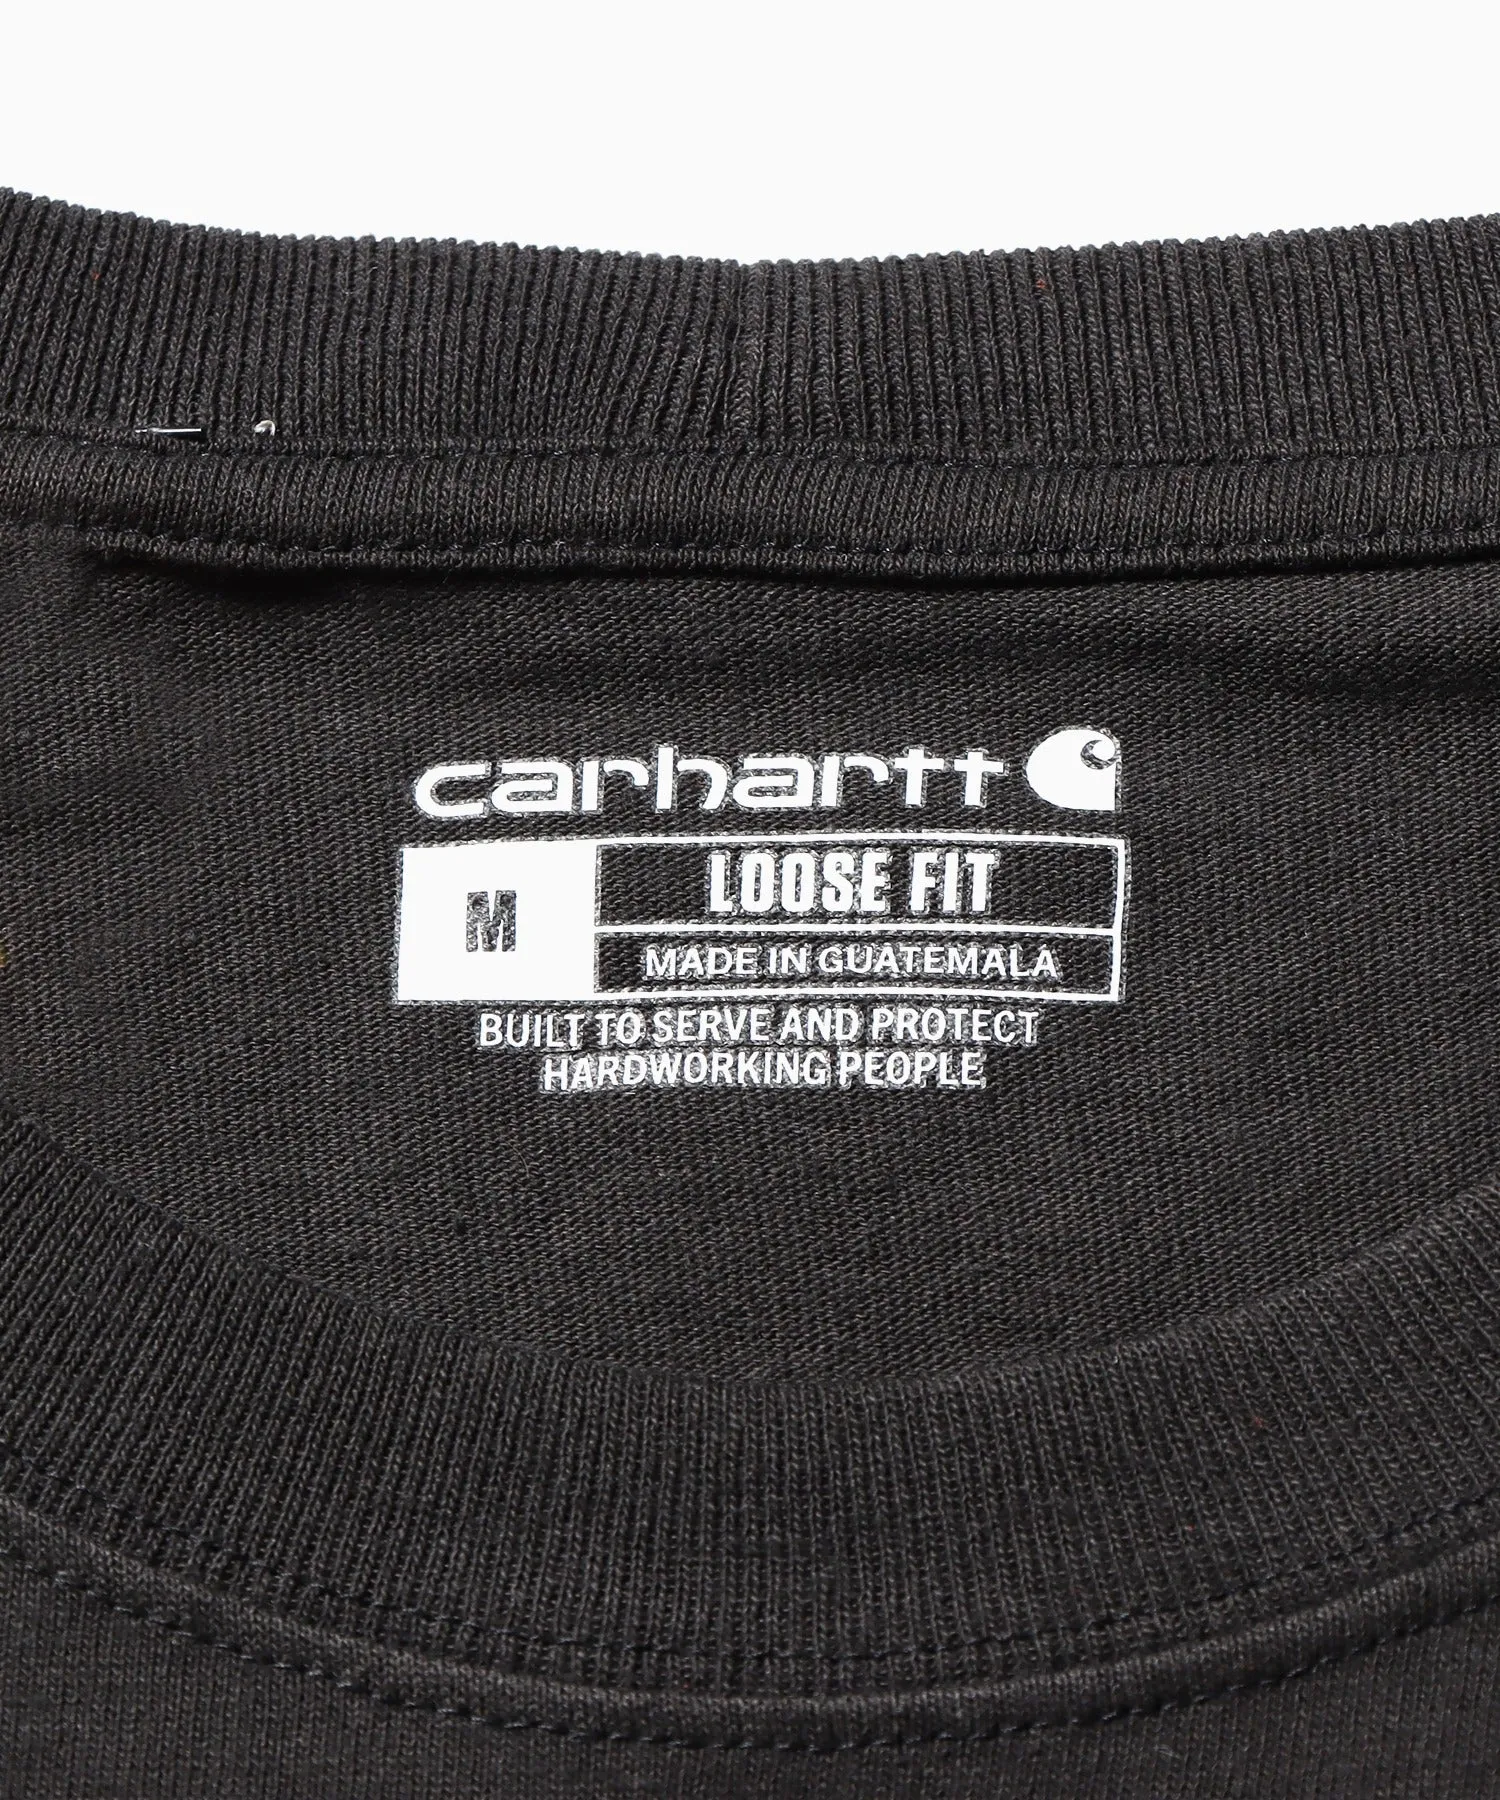 carhartt
M
LOOSE FIT
MADE IN GUATEMALA
BUILT TO SERVE AND PROTECT
HARDWORKING PEOPLE